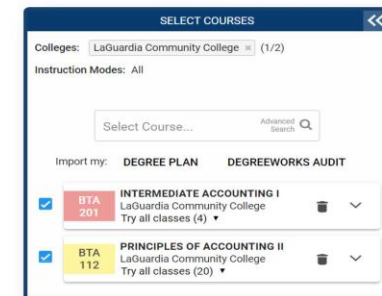 SELECT COURSES
Colleges: LaGuardia Community College × (1/2)
Instruction Modes: All
Select Course... Advanced Search
Import my: DEGREE PLAN DEGREEWORKS AUDIT
BTA 201
INTERMEDIATE ACCOUNTING I
LaGuardia Community College
Try all classes (4) ▼
BTA 112
PRINCIPLES OF ACCOUNTING II
LaGuardia Community College
Try all classes (20) ▼